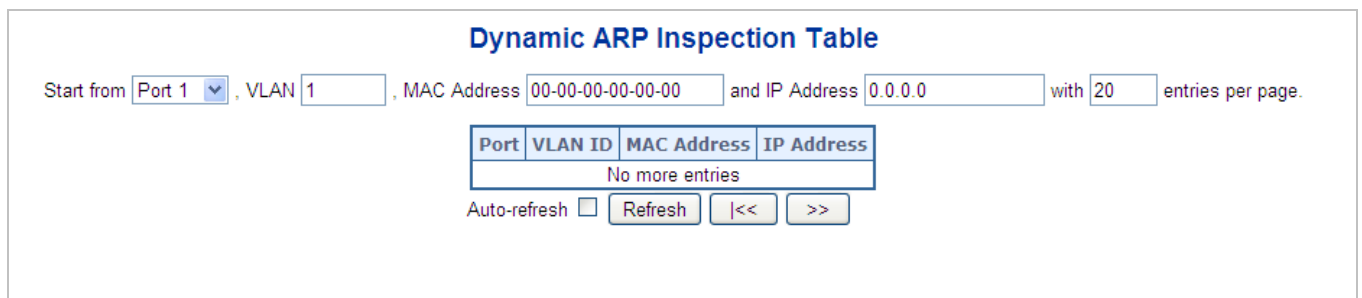 Dynamic ARP Inspection Table
Start from Port 1 , VLAN 1 , MAC Address 00-00-00-00-00-00 and IP Address 0.0.0.0 with 20 entries per page.
Port VLAN ID MAC Address IP Address
No more entries
Auto-refresh Refresh |<< >>